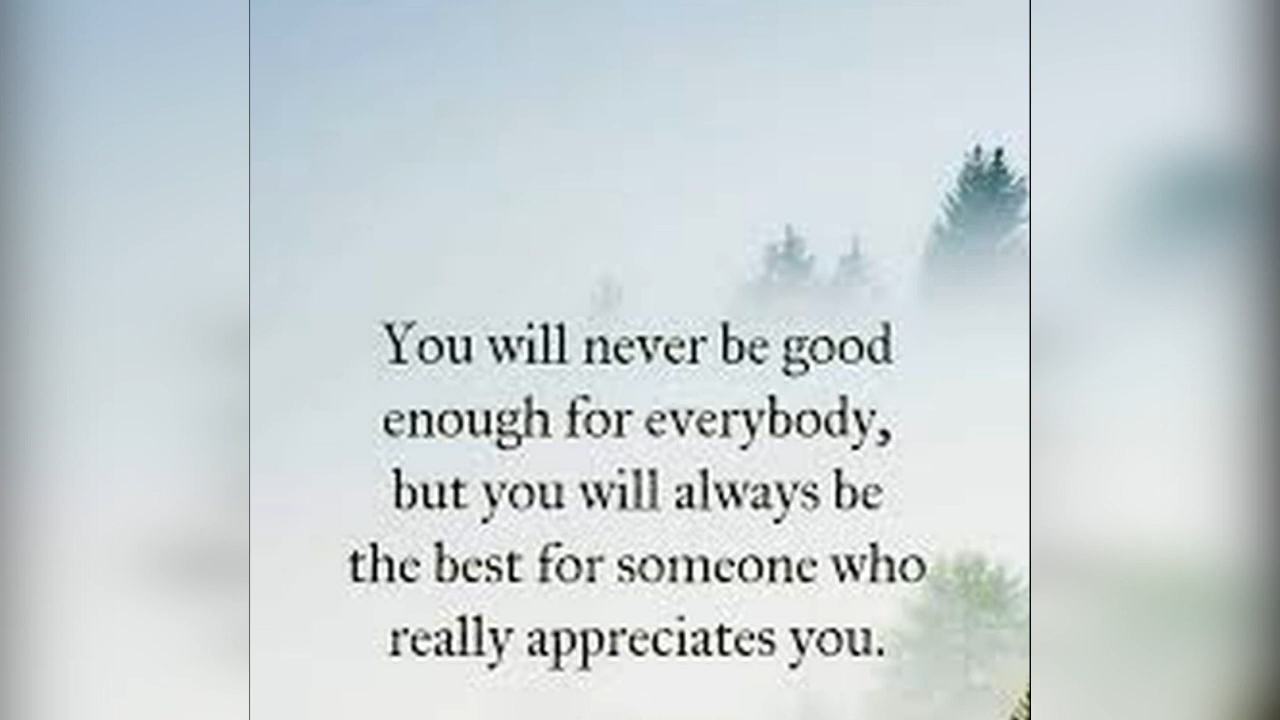 You will never be good
enough for everybody,
but you will always be
the best for someone who
really appreciates you.